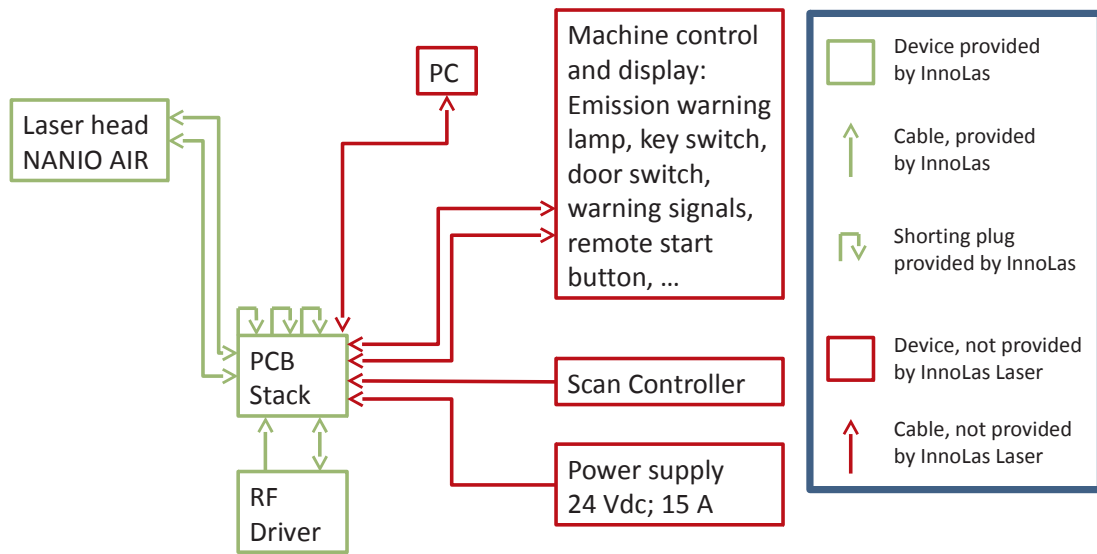 Laser head
NANIO AIR
PC
Machine control
and display:
Emission warning
lamp, key switch,
door switch,
warning signals,
remote start
button, ...
PCB
Stack
Scan Controller
RF
Driver
Power supply
24 Vdc; 15 A
Device provided
by InnoLas
Cable, provided
by InnoLas
Shorting plug
provided by InnoLas
Device, not provided
by InnoLas Laser
Cable, not provided
by InnoLas Laser